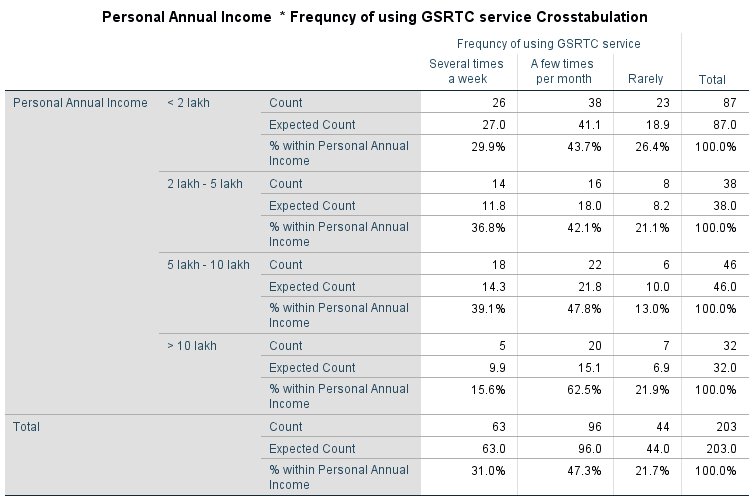 Personal Annual Income * Frequncy of using GSRTC service Crosstabulation
Frequncy of using GSRTC service
Several times a week A few times per month Rarely Total
Personal Annual Income < 2 lakh Count 26 38 23 87
Expected Count 27.0 41.1 18.9 87.0
% within Personal Annual Income 29.9% 43.7% 26.4% 100.0%
2 lakh - 5 lakh Count 14 16 8 38
Expected Count 11.8 18.0 8.2 38.0
% within Personal Annual Income 36.8% 42.1% 21.1% 100.0%
5 lakh - 10 lakh Count 18 22 6 46
Expected Count 14.3 21.8 10.0 46.0
% within Personal Annual Income 39.1% 47.8% 13.0% 100.0%
> 10 lakh Count 5 20 7 32
Expected Count 9.9 15.1 6.9 32.0
% within Personal Annual Income 15.6% 62.5% 21.9% 100.0%
Total Count 63 96 44 203
Expected Count 63.0 96.0 44.0 203.0
% within Personal Annual Income 31.0% 47.3% 21.7% 100.0%